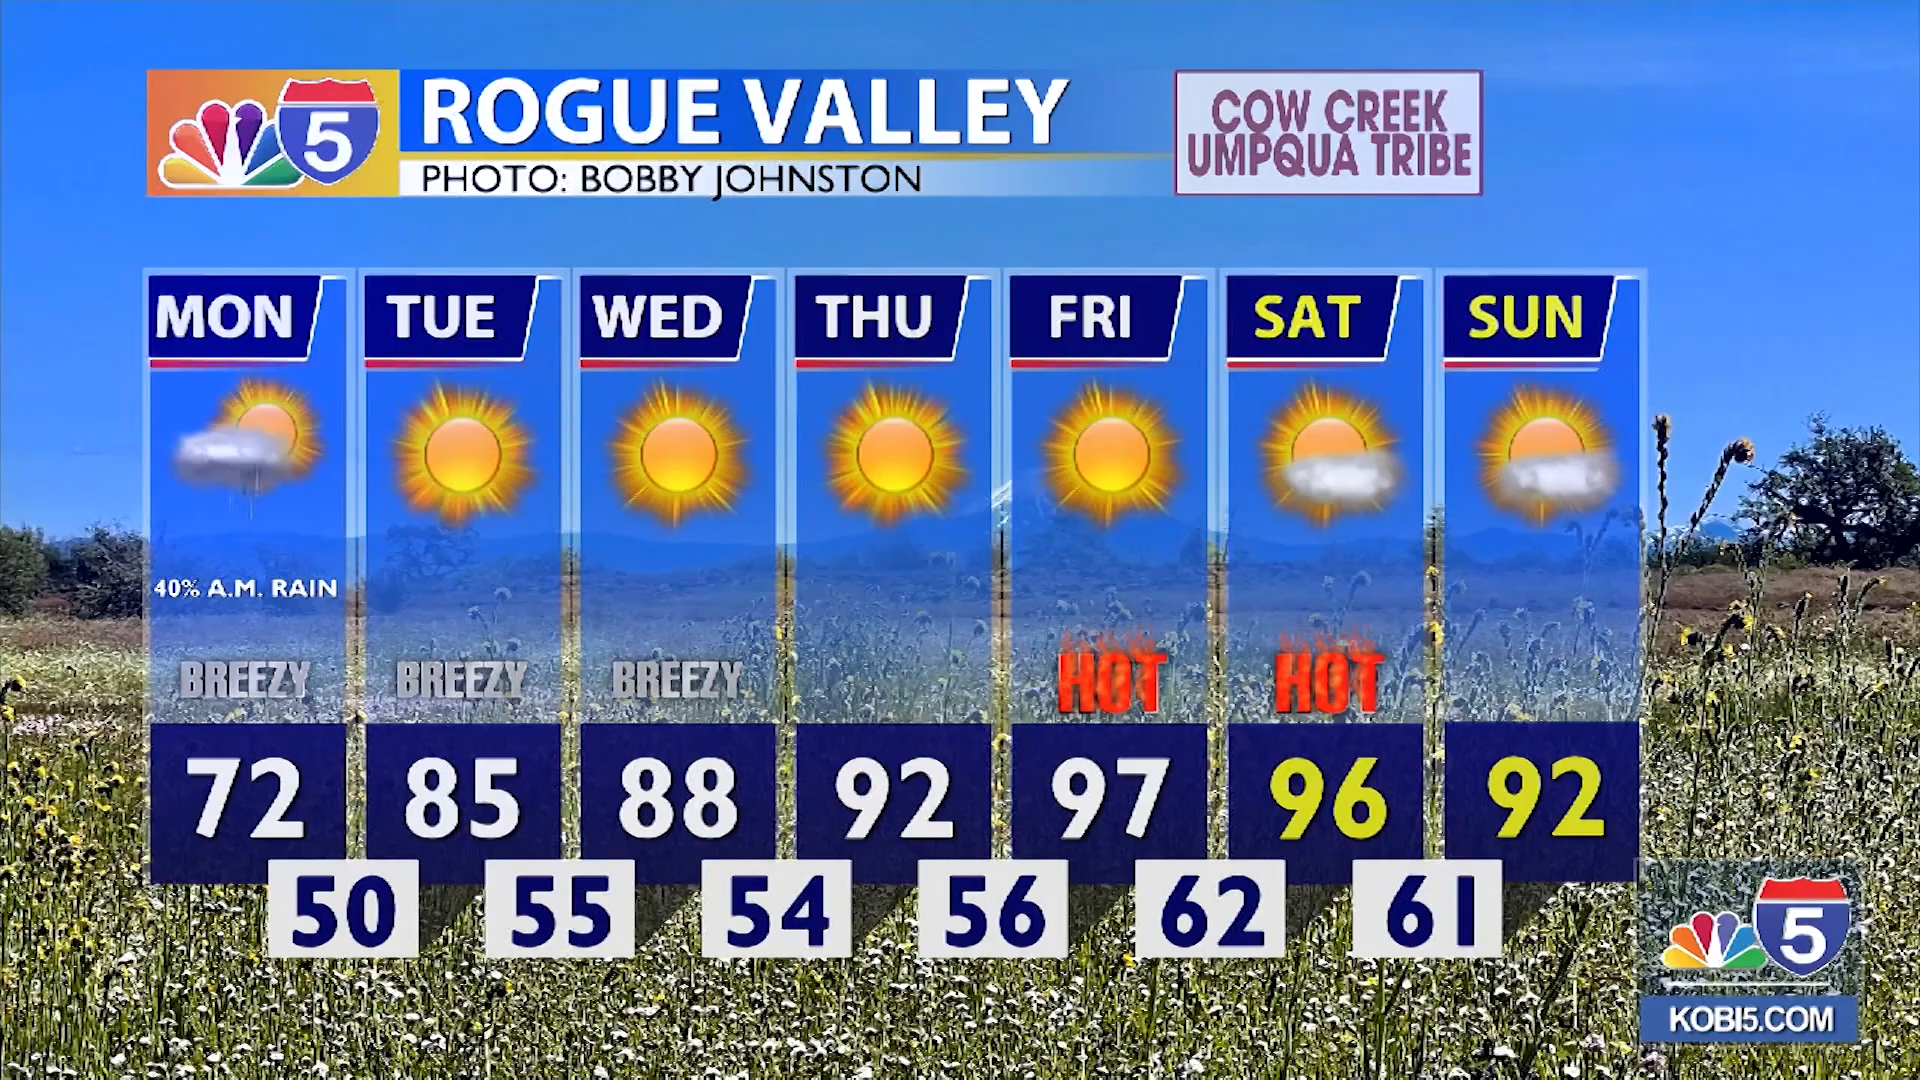 5
ROGUE VALLEY
PHOTO: BOBBY JOHNSTON
COW CREEK
UMPQUA TRIBE
MON TUE WED THU FRI SAT SUN
40% A.M. RAIN
BREEZY BREEZY BREEZY HOT HOT
72 85 88 92 97 96 92
50 55 54 56 62 61
5
KOBI5.COM